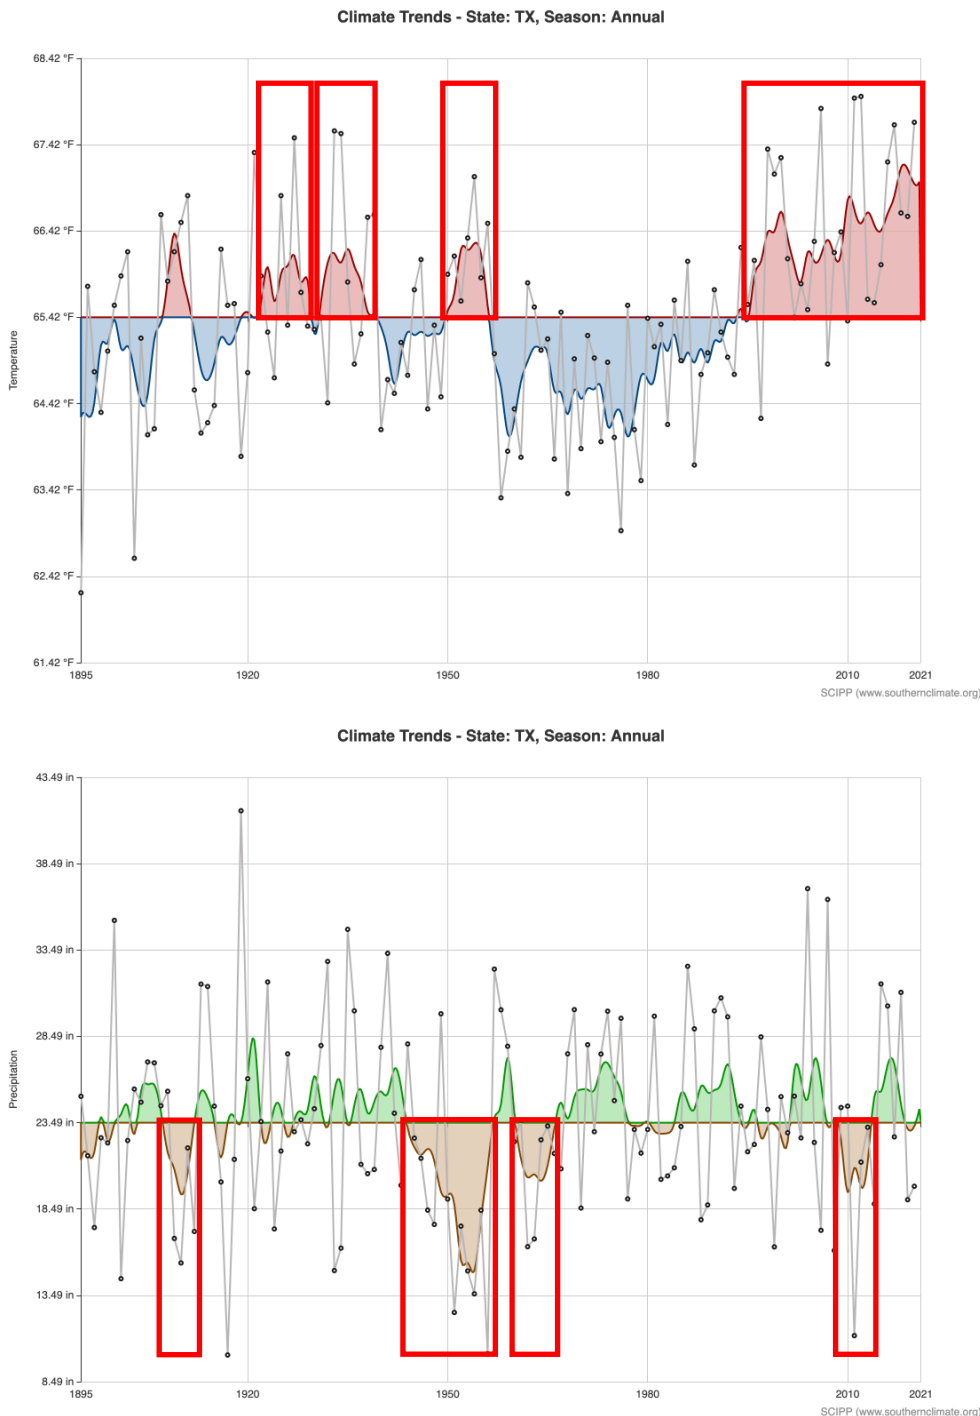 Climate Trends - State: TX, Season: Annual
68.42 °F
67.42 °F
66.42 °F
65.42 °F
64.42 °F
63.42 °F
62.42 °F
61.42 °F
Temperature
1895 1920 1950 1980 2010 2021
SCIPP (www.southernclimate.org)
Climate Trends - State: TX, Season: Annual
43.49 in
38.49 in
33.49 in
28.49 in
23.49 in
18.49 in
13.49 in
8.49 in
Precipitation
1895 1920 1950 1980 2010 2021
SCIPP (www.southernclimate.org)